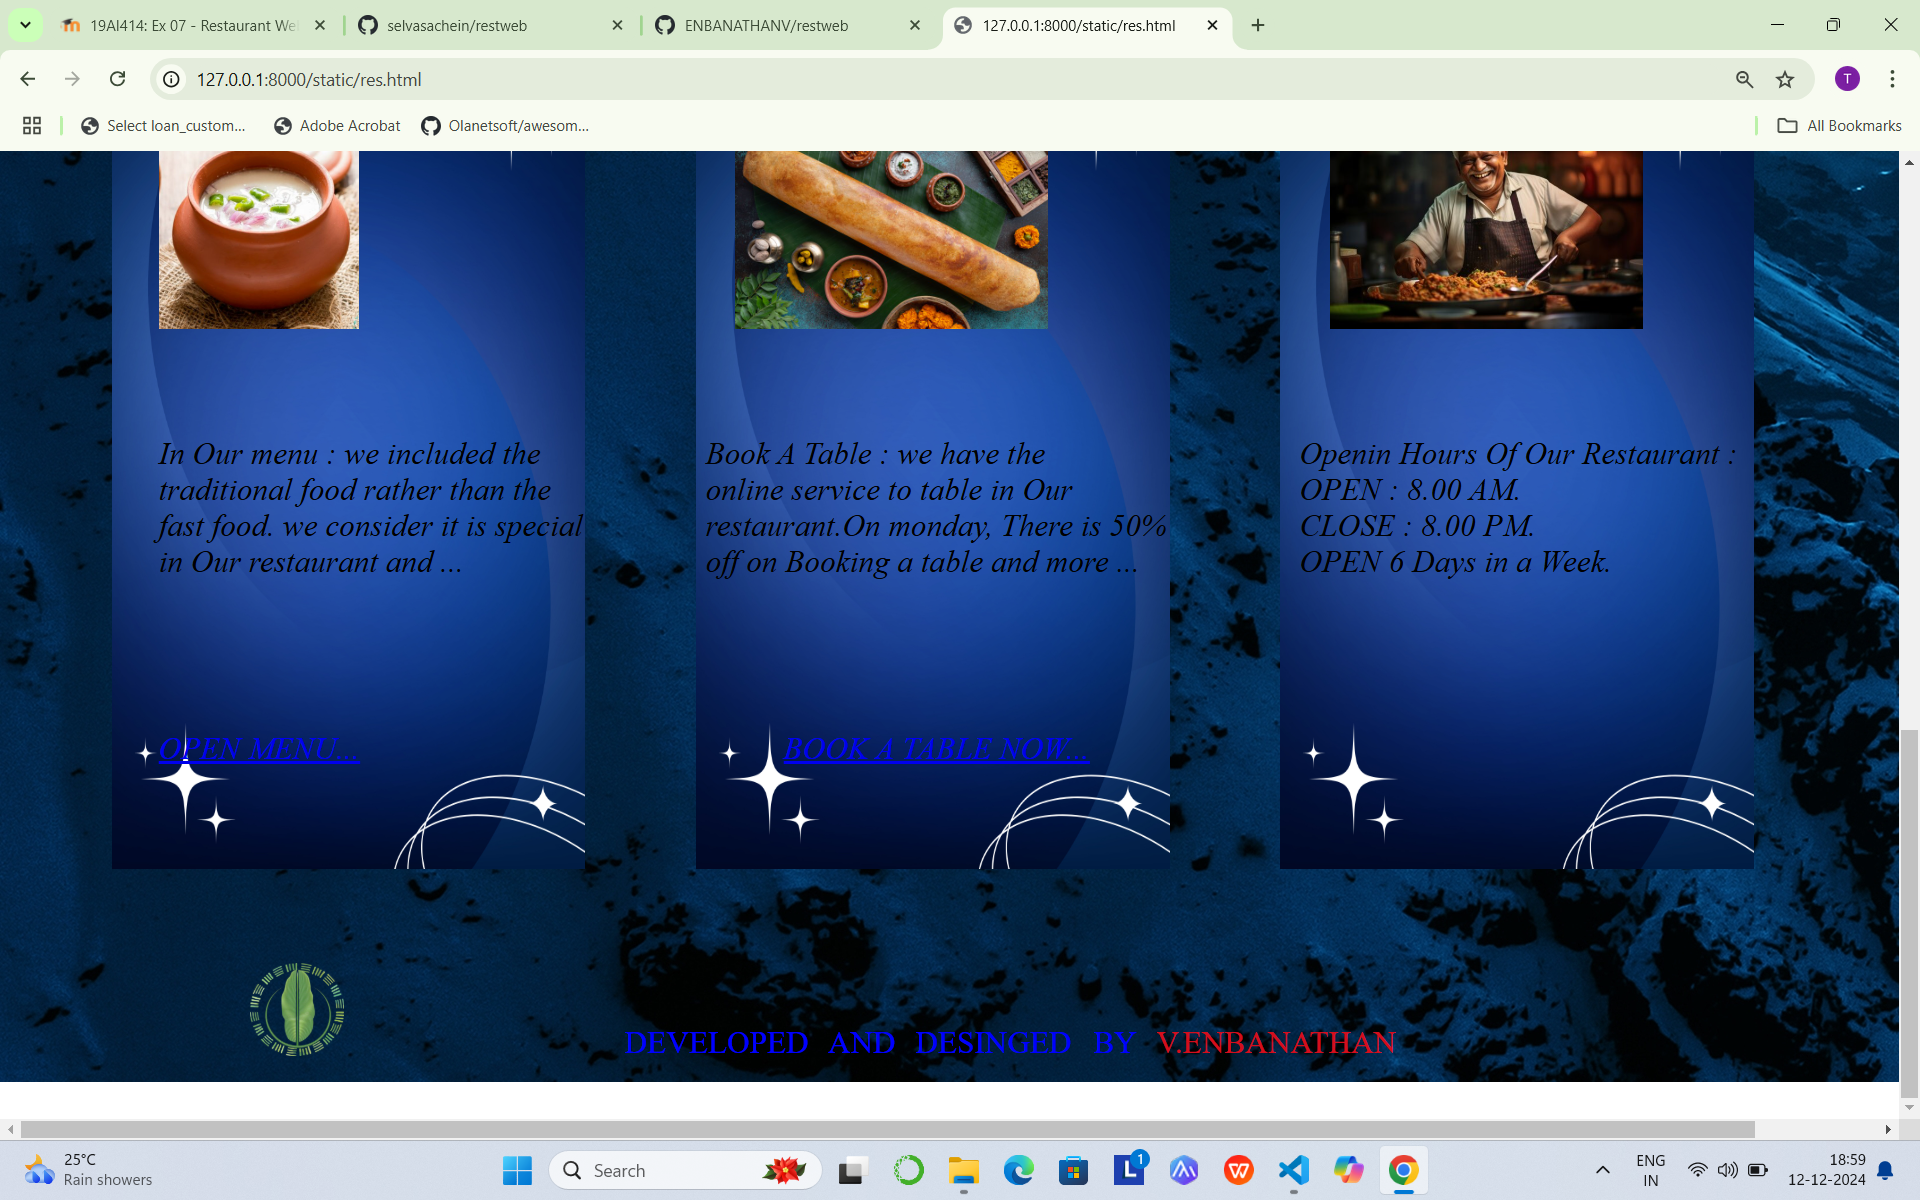 19AI414: Ex 07 - Restaurant We
selvasachein/restweb
ENBANATHANV/restweb
127.0.0.1:8000/static/res.html
127.0.0.1:8000/static/res.html
T
Select loan_custom...
Adobe Acrobat
Olanetsoft/awesom...
All Bookmarks
In Our menu : we included the
traditional food rather than the
fast food. we consider it is special
in Our restaurant and ...
OPEN MENU...
Book A Table : we have the
online service to table in Our
restaurant.On monday, There is 50%
off on Booking a table and more ...
BOOK A TABLE NOW...
Openin Hours Of Our Restaurant :
OPEN : 8.00 AM.
CLOSE : 8.00 PM.
OPEN 6 Days in a Week.
DEVELOPED AND DESINGED BY V.ENBANATHAN
25°C
Rain showers
Search
L
1
W
ENG
IN
18:59
12-12-2024